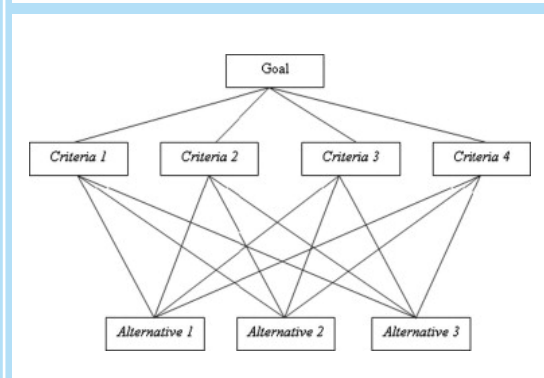 Goal
Criteria 1
Criteria 2
Criteria 3
Criteria 4
Alternative 1
Alternative 2
Alternative 3